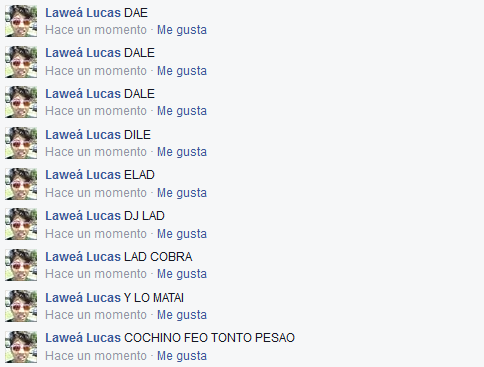 Laweá Lucas DAE
Hace un momento · Me gusta
Laweá Lucas DALE
Hace un momento · Me gusta
Laweá Lucas DALE
Hace un momento · Me gusta
Laweá Lucas DILE
Hace un momento · Me gusta
Laweá Lucas ELAD
Hace un momento · Me gusta
Laweá Lucas DJ LAD
Hace un momento · Me gusta
Laweá Lucas LAD COBRA
Hace un momento · Me gusta
Laweá Lucas Y LO MATAI
Hace un momento · Me gusta
Laweá Lucas COCHINO FEO TONTO PESAO
Hace un momento · Me gusta